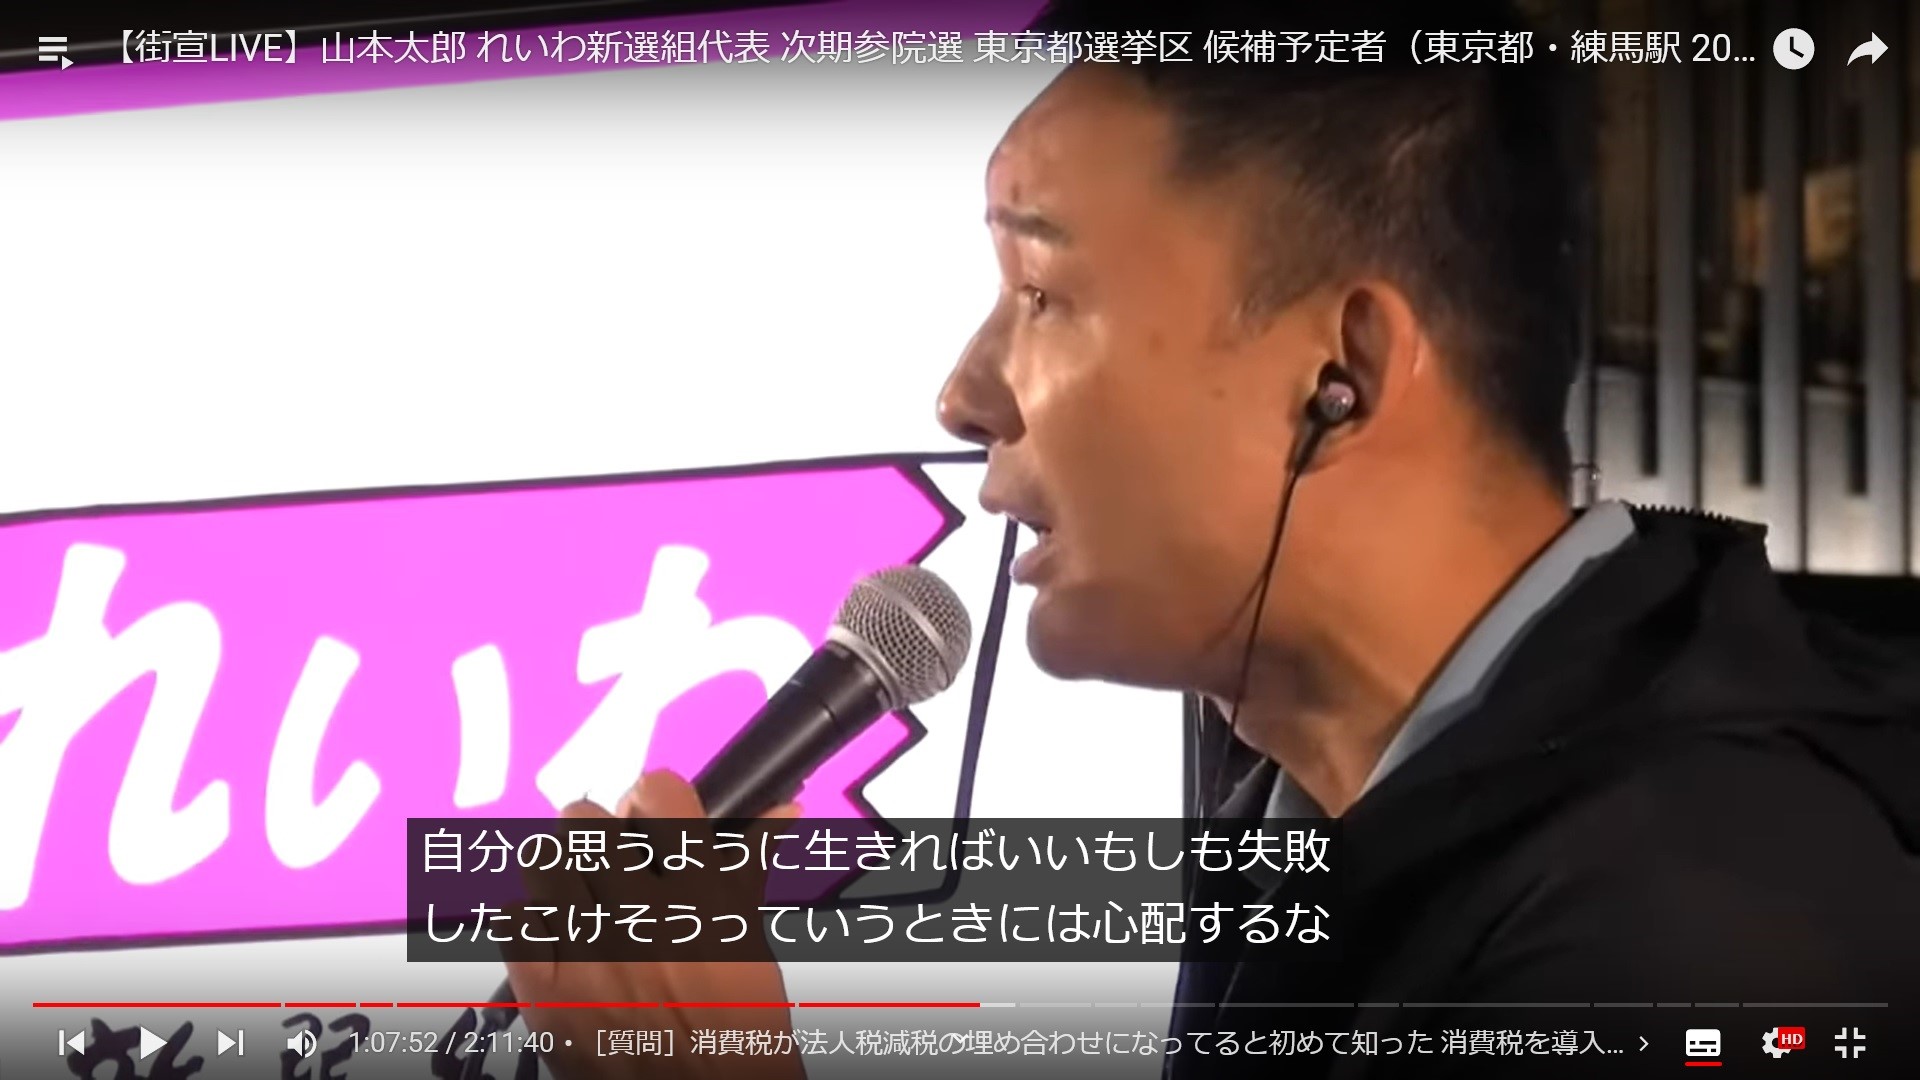 【街宣LIVE】山本太郎 れいわ新選組代表 次期参院選 東京都選挙区 候補予定者（東京都・練馬駅 20...
れいわ
自分の思うように生きればいいもしも失敗
したこけそうっていうときには心配するな
1:07:52 / 2:11:40 • ［質問］消費税が法人税減税の埋め合わせになってると初めて知った 消費税を導入...
HD